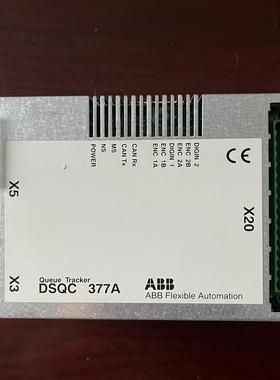 POWER
NS
MS
CAN Tx
CAN Rx
ENC 1A
ENC 1B
DIGIN 1
ENC 2A
ENC 2B
DIGIN 2
CE
X5
X20
X3
Queue Tracker
DSQC 377A
ABB
ABB Flexible Automation